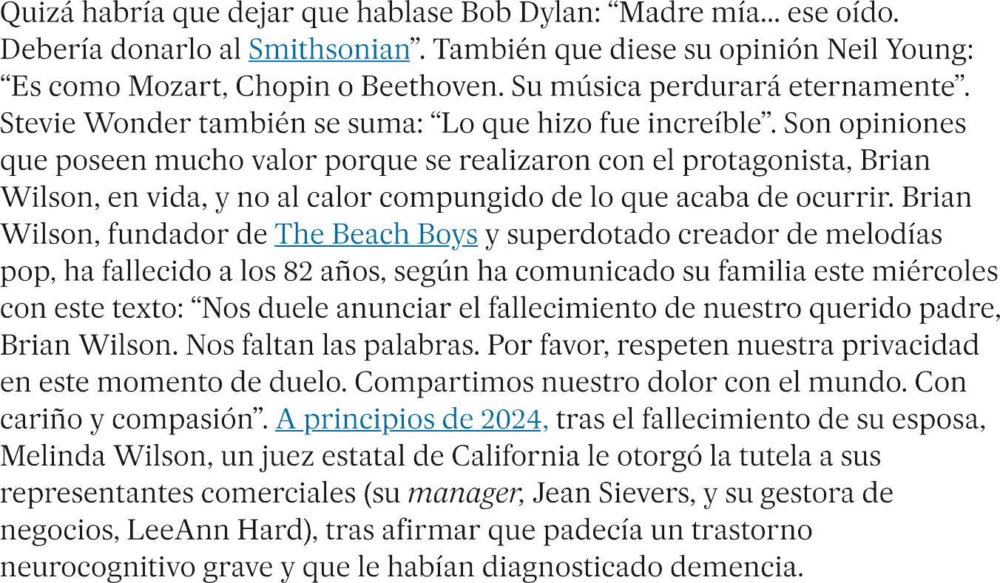 Quizá habría que dejar que hablase Bob Dylan: “Madre mía... ese oído.
Debería donarlo al Smithsonian”. También que diese su opinión Neil Young:
“Es como Mozart, Chopin o Beethoven. Su música perdurará eternamente”.
Stevie Wonder también se suma: “Lo que hizo fue increíble”. Son opiniones
que poseen mucho valor porque se realizaron con el protagonista, Brian
Wilson, en vida, y no al calor compungido de lo que acaba de ocurrir. Brian
Wilson, fundador de The Beach Boys y superdotado creador de melodías
pop, ha fallecido a los 82 años, según ha comunicado su familia este miércoles
con este texto: “Nos duele anunciar el fallecimiento de nuestro querido padre,
Brian Wilson. Nos faltan las palabras. Por favor, respeten nuestra privacidad
en este momento de duelo. Compartimos nuestro dolor con el mundo. Con
cariño y compasión”. A principios de 2024, tras el fallecimiento de su esposa,
Melinda Wilson, un juez estatal de California le otorgó la tutela a sus
representantes comerciales (su manager, Jean Sievers, y su gestora de
negocios, LeeAnn Hard), tras afirmar que padecía un trastorno
neurocognitivo grave y que le habían diagnosticado demencia.